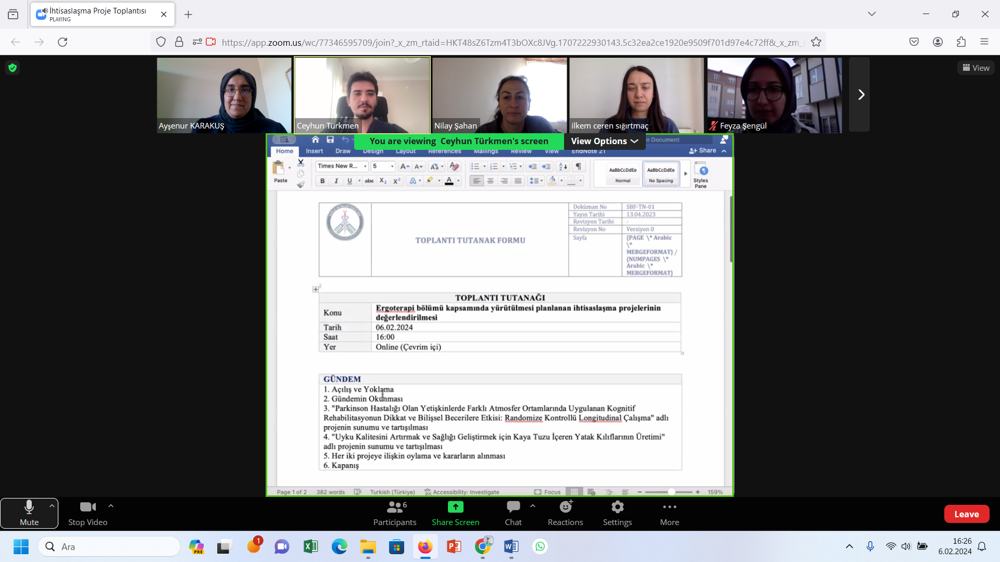 İhtisaslaşma Proje Toplantısı
PLAYING
https://app.zoom.us/wc/77346595709/join?_x_zm_rtaid=HKT48sZ6Tzm4T3bOXc8JVg.1707222930143.5c32ea2ce1920e9509f701d97e4c72ff&_x_zm_r
View
Ayşenur KARAKUŞ
Ceyhun Türkmen
Nilay Şahan
ilkem ceren sığırtmaç
Feyza Şengül
You are viewing Ceyhun Türkmen's screen
View Options
n Document
Home Insert Draw Design Layout References Mailings Review View EndNote 21
Share
Paste
Times New R...
5
AaBbCcDdEe
Normal
AaBbCcDdEe
No Spacing
Styles
Pane
TOPLANTI TUTANAK FORMU
Doküman No SBF-TN-01
Yayın Tarihi 13.04.2023
Revizyon Tarihi -
Revizyon No Versiyon 0
Sayfa {PAGE \* Arabic
\*
MERGEFORMAT} /
{NUMPAGES \*
Arabic \*
MERGEFORMAT}
TOPLANTI TUTANAĞI
Konu Ergoterapi bölümü kapsamında yürütülmesi planlanan ihtisaslaşma projelerinin
değerlendirilmesi
Tarih 06.02.2024
Saat 16:00
Yer Online (Çevrim içi)
GÜNDEM
1. Açılış ve Yoklama
2. Gündemin Okunması
3. "Parkinson Hastalığı Olan Yetişkinlerde Farklı Atmosfer Ortamlarında Uygulanan Kognitif
Rehabilitasyonun Dikkat ve Bilişsel Becerilere Etkisi: Randomize Kontrollü Longitudinal Çalışma" adlı
projenin sunumu ve tartışılması
4. "Uyku Kalitesini Artırmak ve Sağlığı Geliştirmek için Kaya Tuzu İçeren Yatak Kılıflarının Üretimi"
adlı projenin sunumu ve tartışılması
5. Her iki projeye ilişkin oylama ve kararların alınması
6. Kapanış
Page 1 of 2 382 words Turkish (Türkiye) Accessibility: Investigate Focus 159%
Mute
Stop Video
6
Participants
Share Screen
Chat
Reactions
Settings
More
Leave
Ara
PRE
1
16:26
6.02.2024